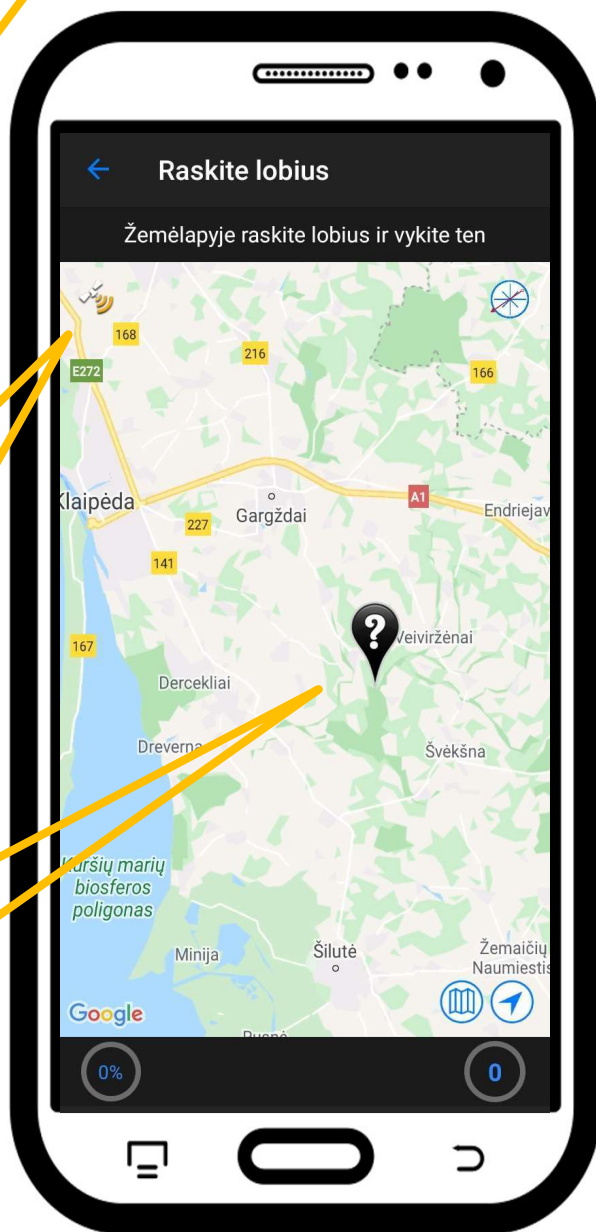 Raskite lobius
Žemėlapyje raskite lobius ir vykite ten
168
216
E272
166
Klaipėda
A1
Gargždai
Endriejav
227
141
?
Veiviržėnai
167
Dercekliai
Dreverna
Švėkšna
Kuršių marių
biosferos
poligonas
Minija
Šilutė
Žemaičių
Naumiestis
Google
0%
0